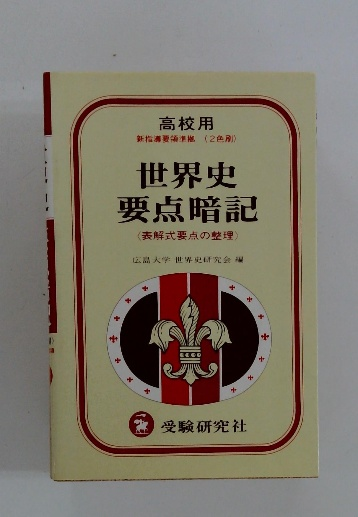 高校用
新指導要領準拠 (2色刷)
世界史
要点暗記
(表解式要点の整理)
広島大学 世界史研究会 編
受験研究社